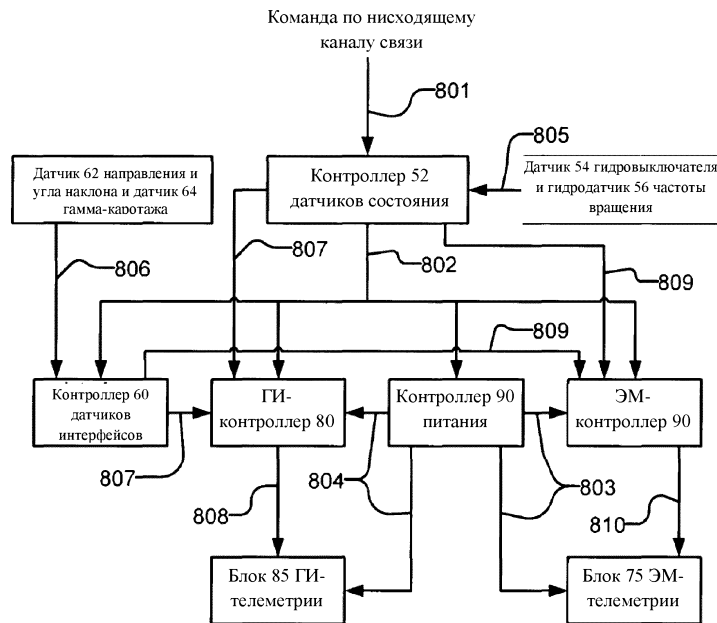 Команда по нисходящему
каналу связи
801
805
Датчик 62 направления и
угла наклона и датчик 64
гамма-каротажа
Контроллер 52
датчиков состояния
Датчик 54 гидровыключателя
и гидродатчик 56 частоты
вращения
806
807
802
809
809
Контроллер 60
датчиков
интерфейсов
ГИ-
контроллер 80
Контроллер 90
питания
ЭМ-
контроллер 90
807
808
804
803
810
Блок 85 ГИ-
телеметрии
Блок 75 ЭМ-
телеметрии